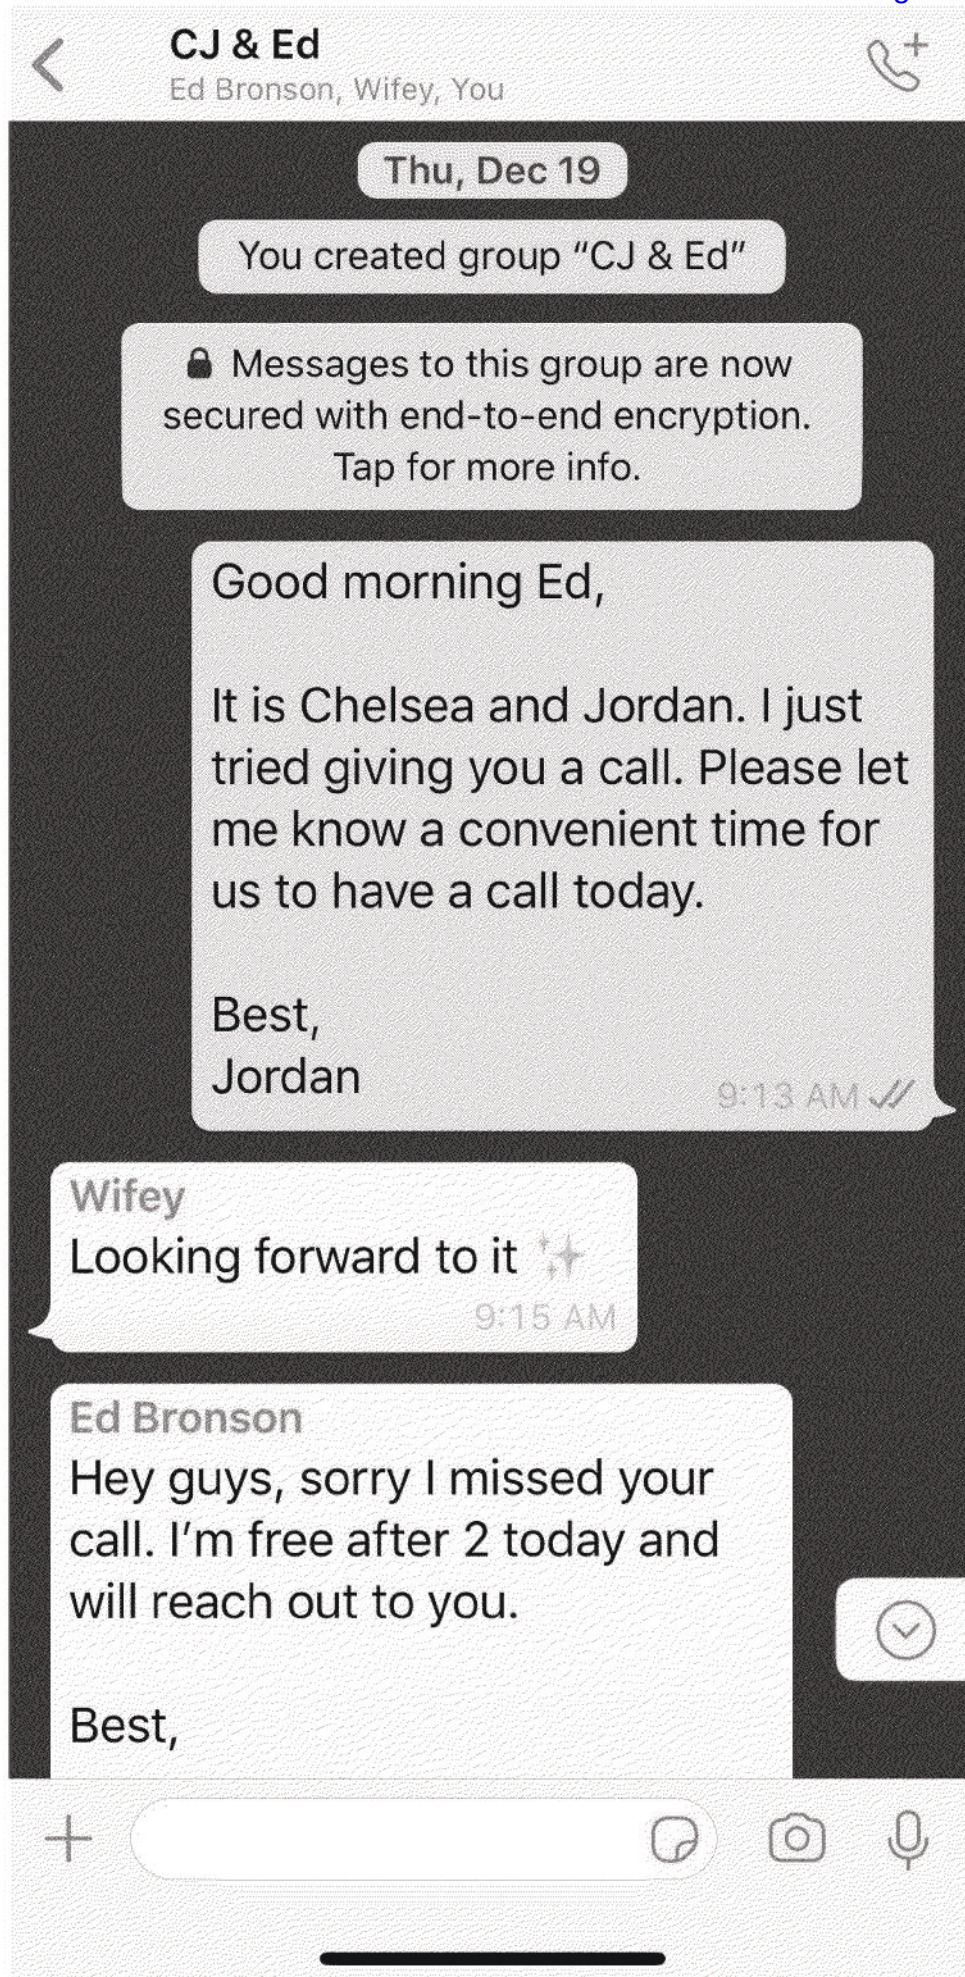 CJ & Ed
Ed Bronson, Wifey, You
Thu, Dec 19
You created group “CJ & Ed”
Messages to this group are now
secured with end-to-end encryption.
Tap for more info.
Good morning Ed,
It is Chelsea and Jordan. I just
tried giving you a call. Please let
me know a convenient time for
us to have a call today.
Best,
Jordan
9:13 AM
Wifey
Looking forward to it ✨
9:15 AM
Ed Bronson
Hey guys, sorry I missed your
call. I’m free after 2 today and
will reach out to you.
Best,